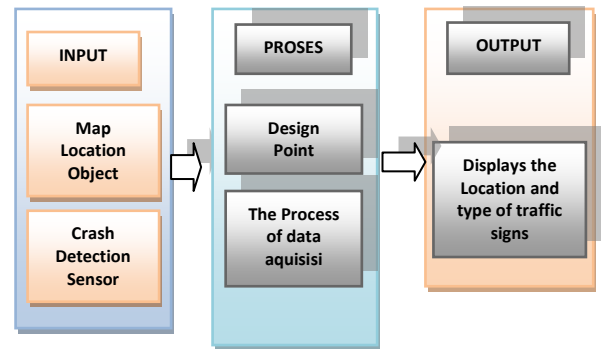 INPUT
Map
Location
Object
Crash
Detection
Sensor
PROSES
Design
Point
The Process
of data
aquisisi
OUTPUT
Displays the
Location and
type of traffic
signs